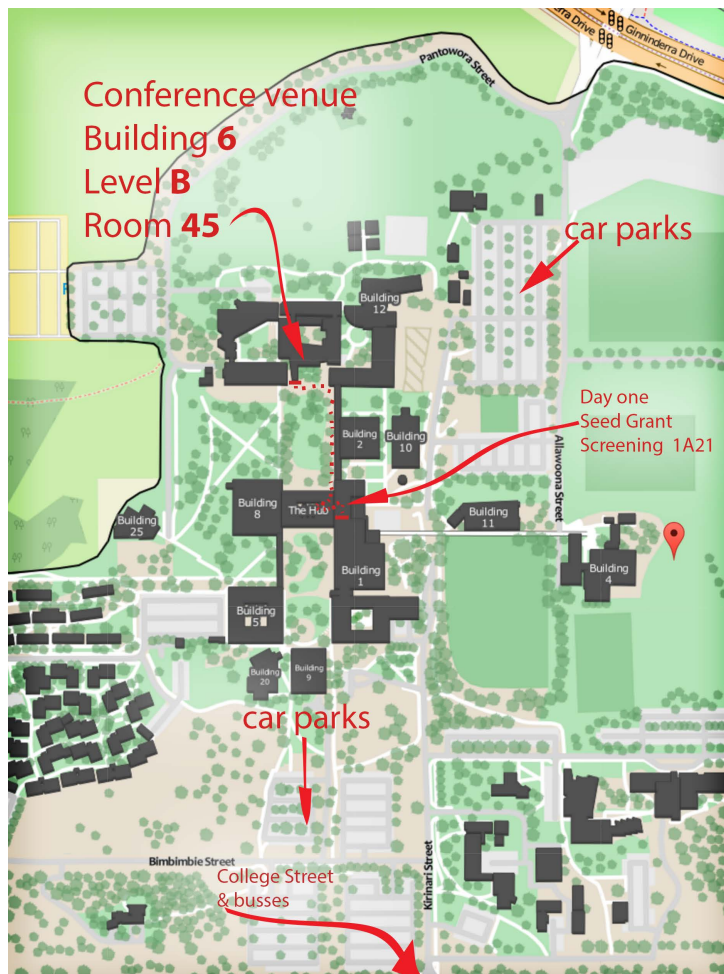 Ginninderra Drive
Ginninderra Drive
Pantowora Street
Conference venue
Building 6
Level B
Room 45
car parks
Building
12
Day one
Seed Grant
Screening 1A21
Building
2
Building
10
Allawoona Street
Building
8
The Hub
Building
11
Building
25
Building
1
Building
4
Building
5
Building
20
Building
9
car parks
Bimbimbie Street
Kirinari Street
College Street
& busses